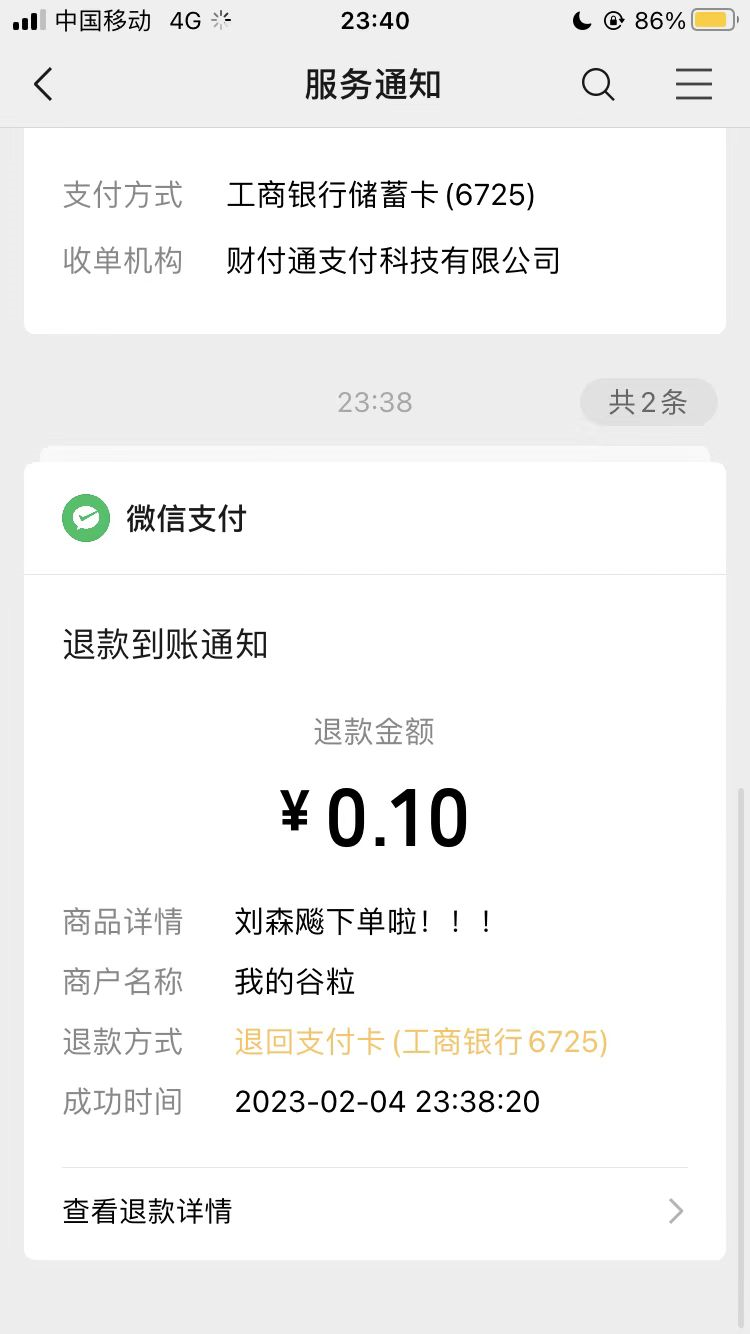 中国移动 4G 23:40 86%
服务通知
支付方式 工商银行储蓄卡(6725)
收单机构 财付通支付科技有限公司
23:38 共2条
微信支付
退款到账通知
退款金额
¥0.10
商品详情 刘森飚下单啦！！！
商户名称 我的谷粒
退款方式 退回支付卡(工商银行6725)
成功时间 2023-02-04 23:38:20
查看退款详情